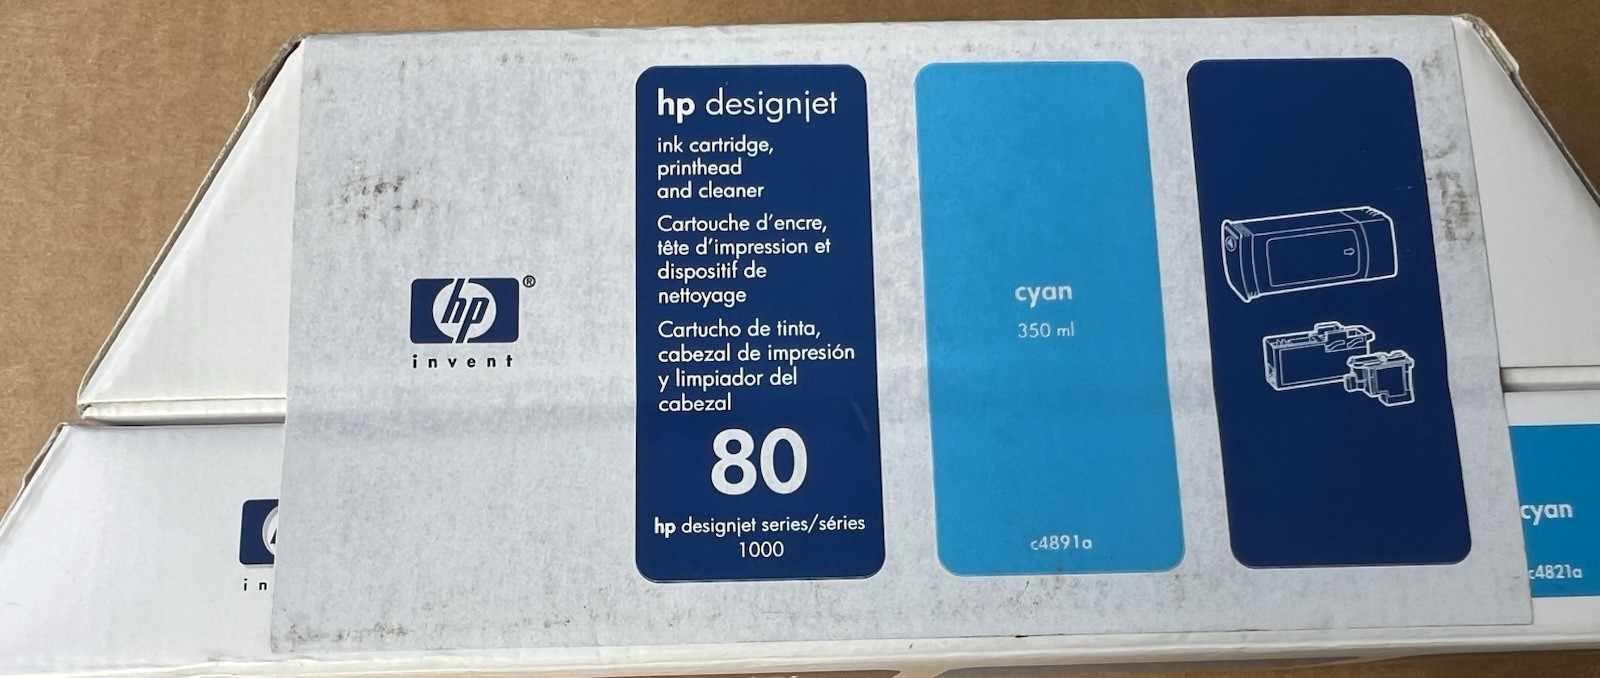 hp
®
invent
hp designjet
ink cartridge,
printhead
and cleaner
Cartouche d'encre,
tête d'impression et
dispositif de
nettoyage
Cartucho de tinta,
cabezal de impresión
y limpiador del
cabezal
80
hp designjet series/séries
1000
cyan
350 ml
c4891a
in
cyan
c4821a